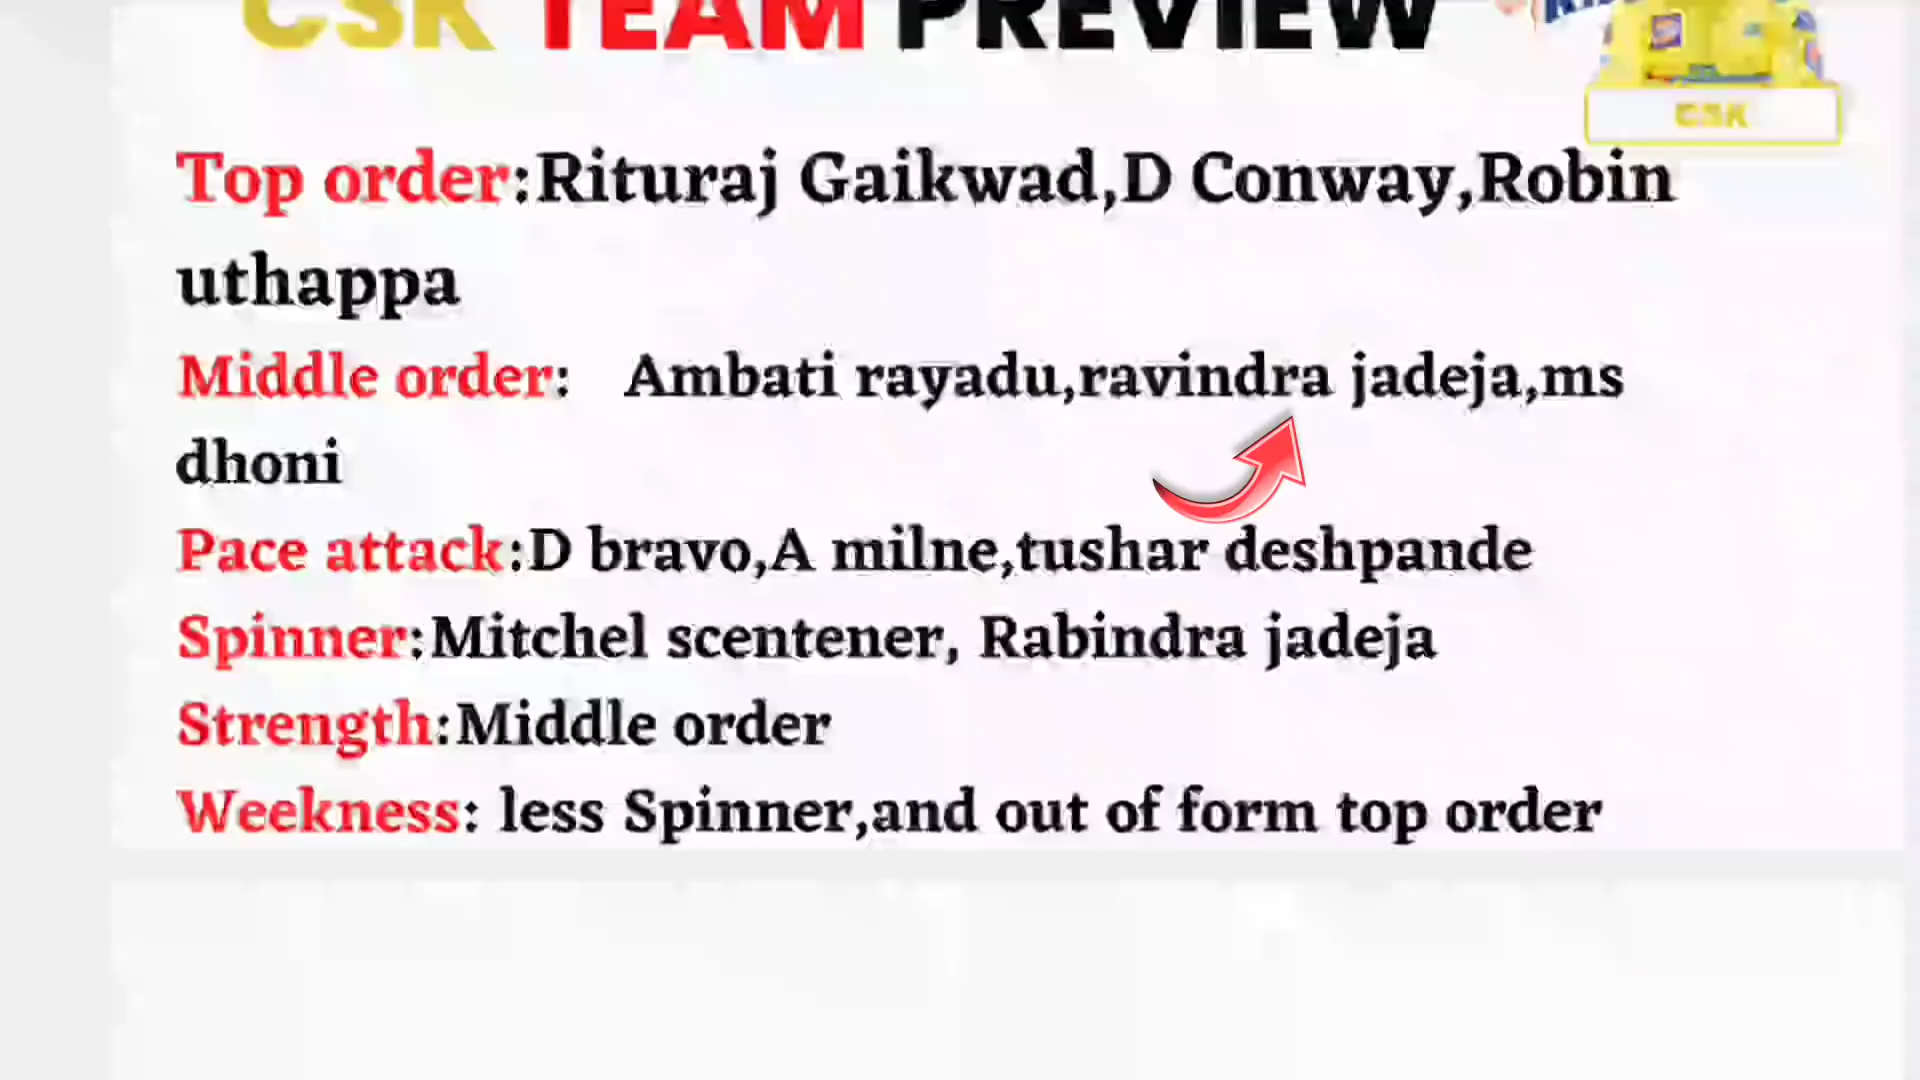 CSK TEAM PREVIEW
CSK
Top order:Rituraj Gaikwad,D Conway,Robin
uthappa
Middle order: Ambati rayadu,ravindra jadeja,ms
dhoni
Pace attack:D bravo,A milne,tushar deshpande
Spinner:Mitchel scentener, Rabindra jadeja
Strength:Middle order
Weekness: less Spinner,and out of form top order